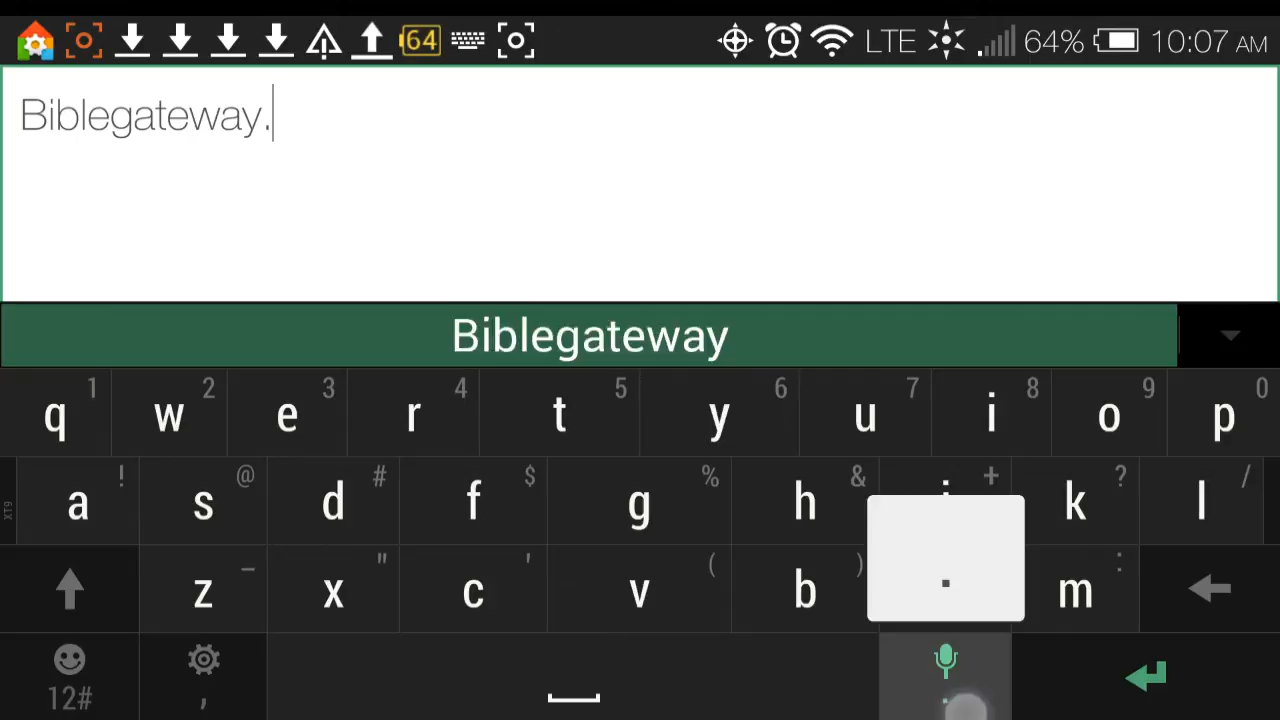 64 LTE 64% 10:07 AM
Biblegateway.
Biblegateway
q 1 w 2 e 3 r 4 t 5 y 6 u 7 i 8 o 9 p 0
XT9 a ! s @ d # f $ g % h & j + k ? l /
z _ x " c ' v ( b ) . m :
12# , .